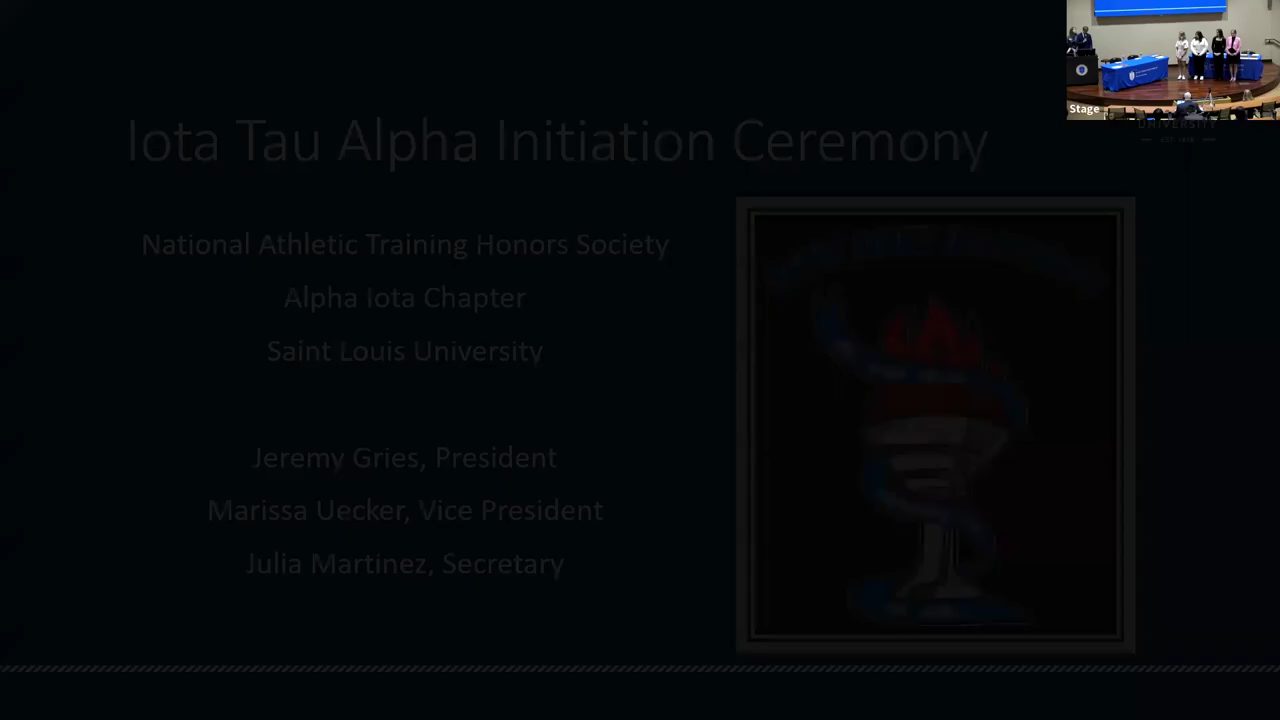 Stage
UNIVERSITY
Iota Tau Alpha Initiation Ceremony
National Athletic Training Honors Society
Alpha Iota Chapter
Saint Louis University
Jeremy Gries, President
Marissa Uecker, Vice President
Julia Martinez, Secretary